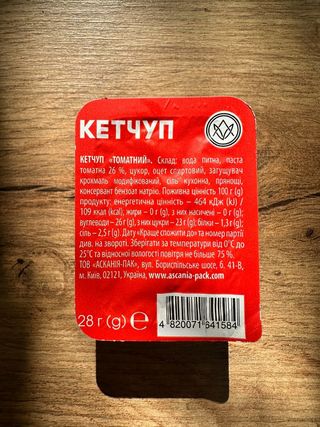 КЕТЧУП
КЕТЧУП «ТОМАТНИЙ». Склад: вода питна, паста
томатна 26 %, цукор, оцет спиртовий, загущувач
крохмаль модифікований, сіль кухонна, прянощі,
консервант бензоат натрію. Поживна цінність 100 г (g)
продукту: енергетична цінність – 464 кДж (kJ) /
109 ккал (kcal), жири – 0 г (g), з них насичені – 0 г (g);
вуглеводи – 26 г (g), з них цукри – 23 г (g); білки – 1,3 г (g);
сіль – 2,5 г (g). Дату «Краще спожити до» та номер партії
див. на звороті. Зберігати за температури від 0°С до
25°С та відносної вологості повітря не більше 75 %.
ТОВ «АСКАНІЯ-ПАК», вул. Бориспільське шосе, б. 41-В,
м. Київ, 02121, Україна, www.ascania-pack.com
28 г (g) ℮
4 820071 641584